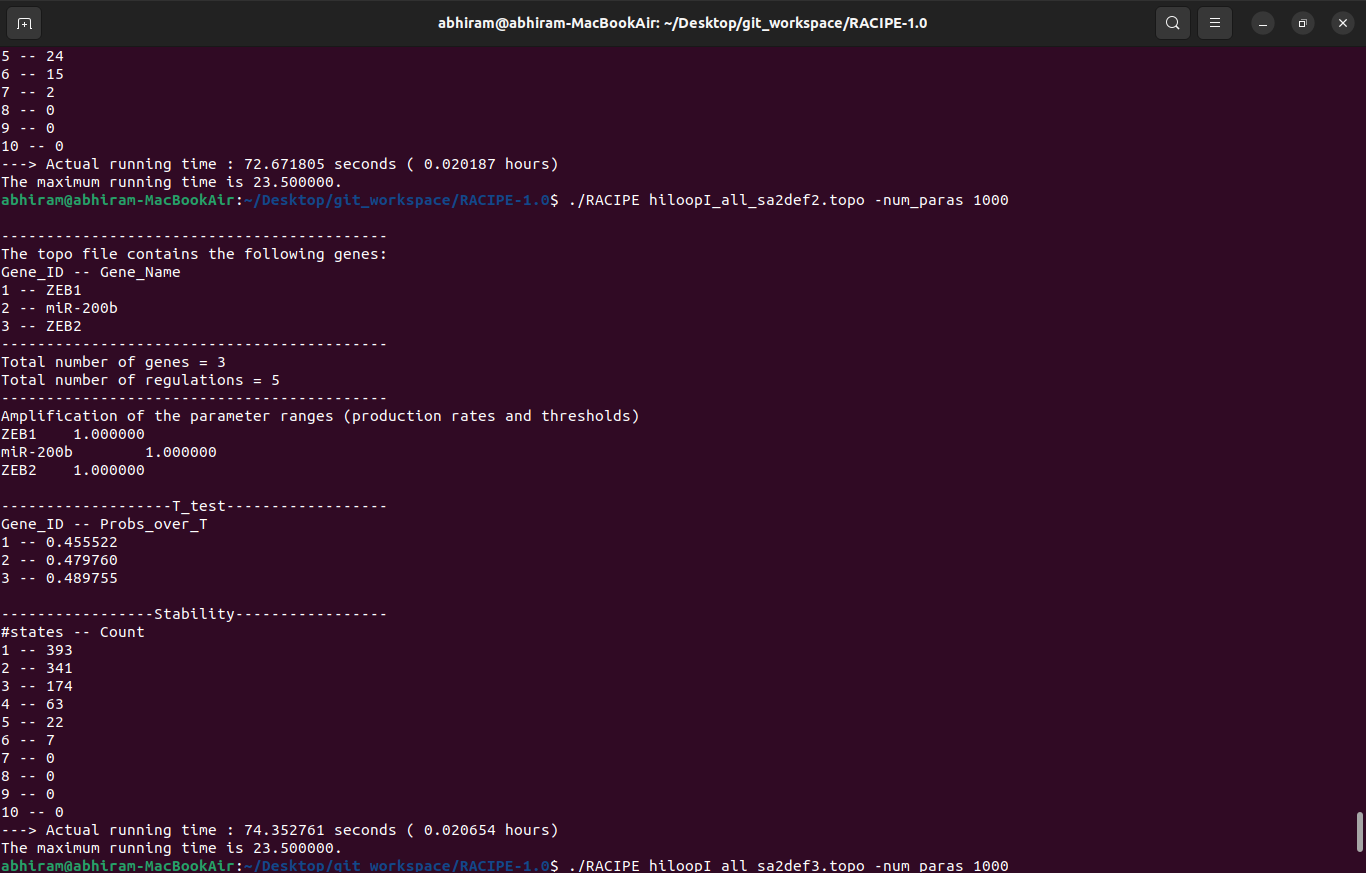 abhiram@abhiram-MacBookAir: ~/Desktop/git_workspace/RACIPE-1.0
5 -- 24
6 -- 15
7 -- 2
8 -- 0
9 -- 0
10 -- 0
---> Actual running time : 72.671805 seconds ( 0.020187 hours)
The maximum running time is 23.500000.
abhiram@abhiram-MacBookAir:~/Desktop/git_workspace/RACIPE-1.0$ ./RACIPE hiloopI_all_sa2def2.topo -num_paras 1000
-------------------------------------------
The topo file contains the following genes:
Gene_ID -- Gene_Name
1 -- ZEB1
2 -- miR-200b
3 -- ZEB2
-------------------------------------------
Total number of genes = 3
Total number of regulations = 5
-------------------------------------------
Amplification of the parameter ranges (production rates and thresholds)
ZEB1    1.000000
miR-200b        1.000000
ZEB2    1.000000
-------------------T_test------------------
Gene_ID -- Probs_over_T
1 -- 0.455522
2 -- 0.479760
3 -- 0.489755
-----------------Stability-----------------
#states -- Count
1 -- 393
2 -- 341
3 -- 174
4 -- 63
5 -- 22
6 -- 7
7 -- 0
8 -- 0
9 -- 0
10 -- 0
---> Actual running time : 74.352761 seconds ( 0.020654 hours)
The maximum running time is 23.500000.
abhiram@abhiram-MacBookAir:~/Desktop/git_workspace/RACIPE-1.0$ ./RACIPE hiloopI_all_sa2def3.topo -num_paras 1000